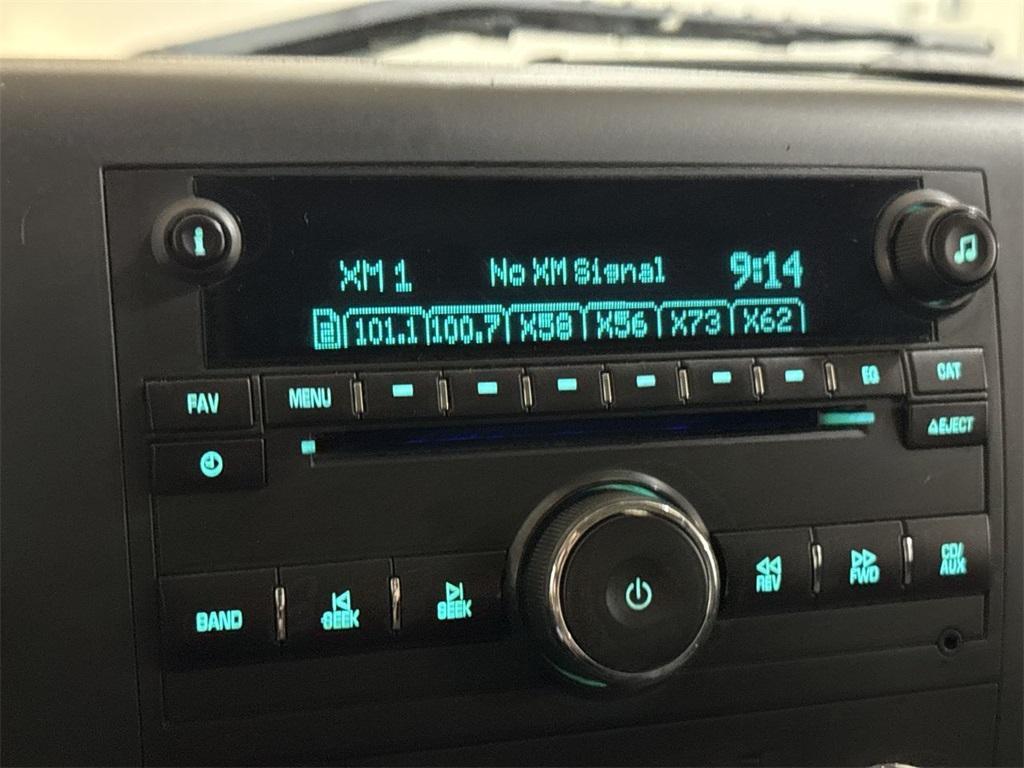 XM 1 No XM Signal 9:14
2 101.1 100.7 X58 X56 X73 X62
FAV MENU EQ CAT
EJECT
BAND SEEK SEEK REV FWD CD/
AUX